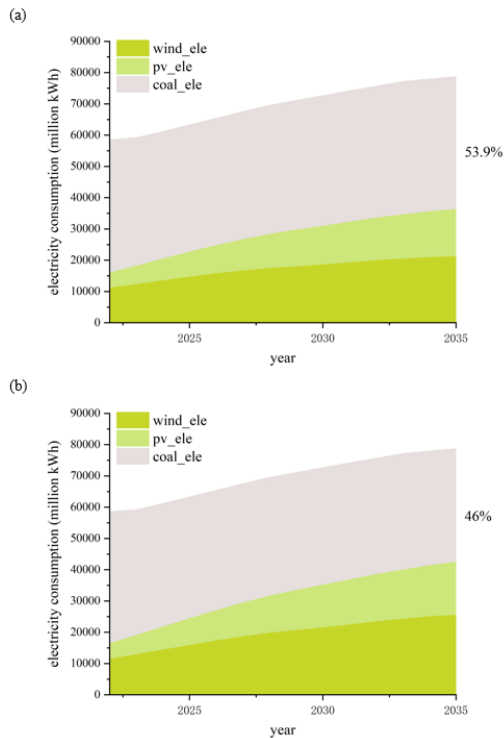 (a)
90000
80000
70000
60000
50000
40000
30000
20000
10000
0
electricity consumption (million kWh)
wind_ele
pv_ele
coal_ele
53.9%
2025
2030
2035
year
(b)
90000
80000
70000
60000
50000
40000
30000
20000
10000
0
electricity consumption (million kWh)
wind_ele
pv_ele
coal_ele
46%
2025
2030
2035
year